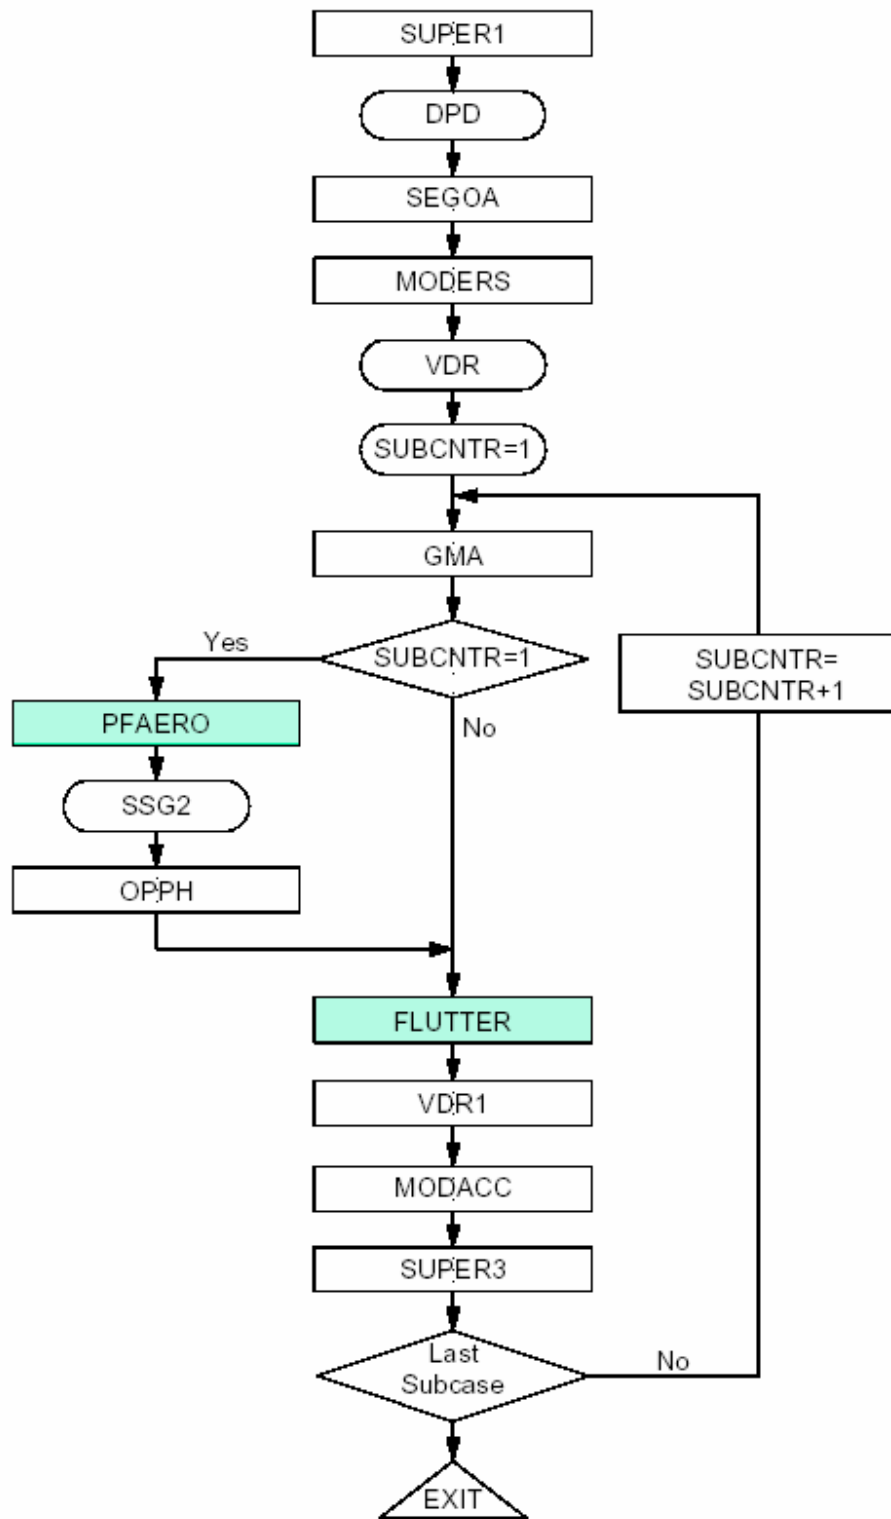 SUPER1
DPD
SEGOA
MODERS
VDR
SUBCNTR=1
GMA
Yes
SUBCNTR=1
SUBCNTR=
SUBCNTR+1
PFAERO
No
SSG2
OPPH
FLUTTER
VDR1
MODACC
SUPER3
Last
Subcase
No
EXIT